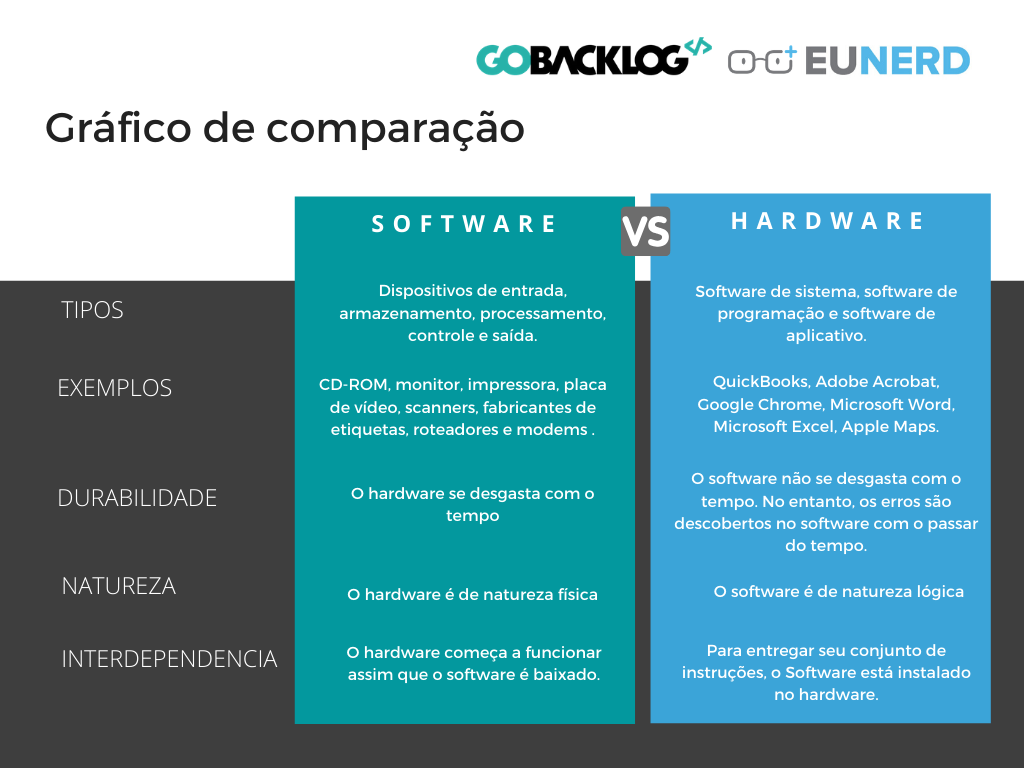 GOBACKLOG</> EUNERD
Gráfico de comparação
SOFTWARE
VS
HARDWARE
TIPOS
Dispositivos de entrada,
armazenamento, processamento,
controle e saída.
Software de sistema, software de
programação e software de
aplicativo.
EXEMPLOS
CD-ROM, monitor, impressora, placa
de vídeo, scanners, fabricantes de
etiquetas, roteadores e modems .
QuickBooks, Adobe Acrobat,
Google Chrome, Microsoft Word,
Microsoft Excel, Apple Maps.
DURABILIDADE
O hardware se desgasta com o
tempo
O software não se desgasta com o
tempo. No entanto, os erros são
descobertos no software com o passar
do tempo.
NATUREZA
O hardware é de natureza física
O software é de natureza lógica
INTERDEPENDENCIA
O hardware começa a funcionar
assim que o software é baixado.
Para entregar seu conjunto de
instruções, o Software está instalado
no hardware.